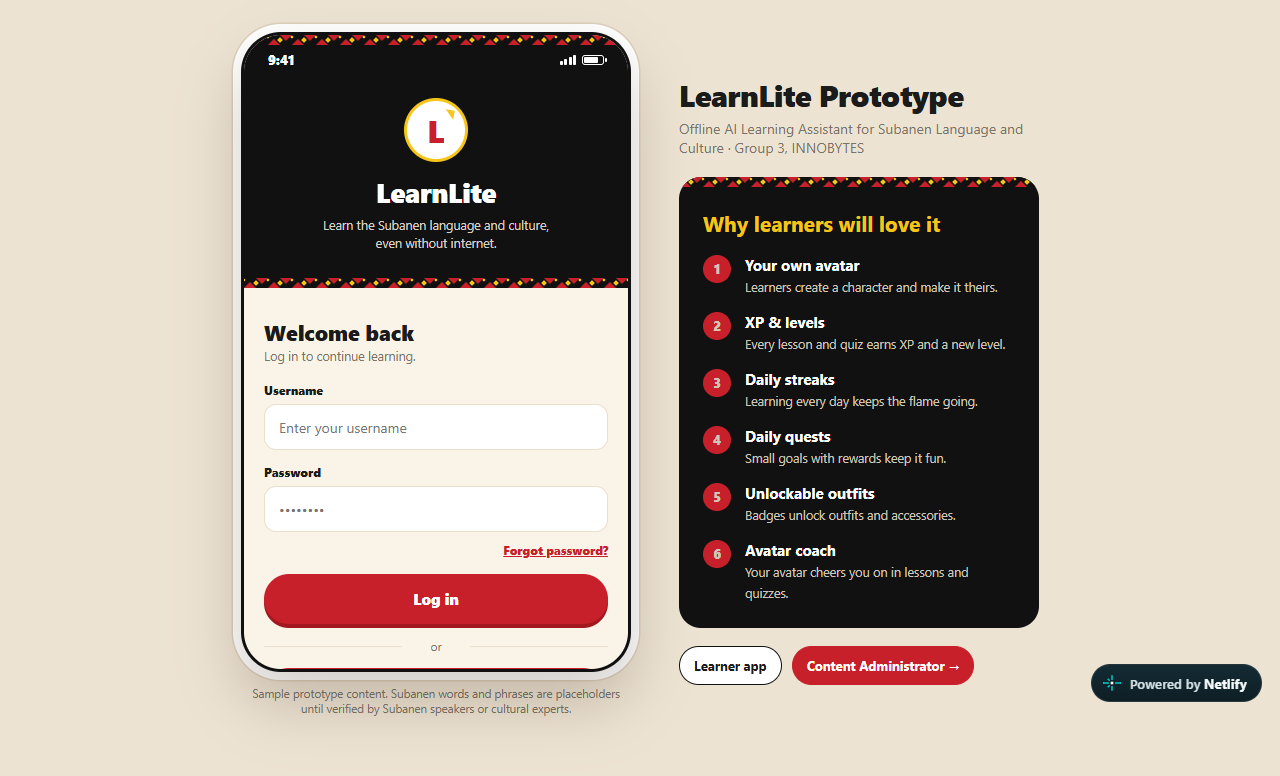 9:41
L
LearnLite
Learn the Subanen language and culture,
even without internet.
Welcome back
Log in to continue learning.
Username
Enter your username
Password
••••••••
Forgot password?
Log in
or
Sample prototype content. Subanen words and phrases are placeholders
until verified by Subanen speakers or cultural experts.
LearnLite Prototype
Offline AI Learning Assistant for Subanen Language and
Culture · Group 3, INNOBYTES
Why learners will love it
1
Your own avatar
Learners create a character and make it theirs.
2
XP & levels
Every lesson and quiz earns XP and a new level.
3
Daily streaks
Learning every day keeps the flame going.
4
Daily quests
Small goals with rewards keep it fun.
5
Unlockable outfits
Badges unlock outfits and accessories.
6
Avatar coach
Your avatar cheers you on in lessons and
quizzes.
Learner app
Content Administrator →
Powered by Netlify